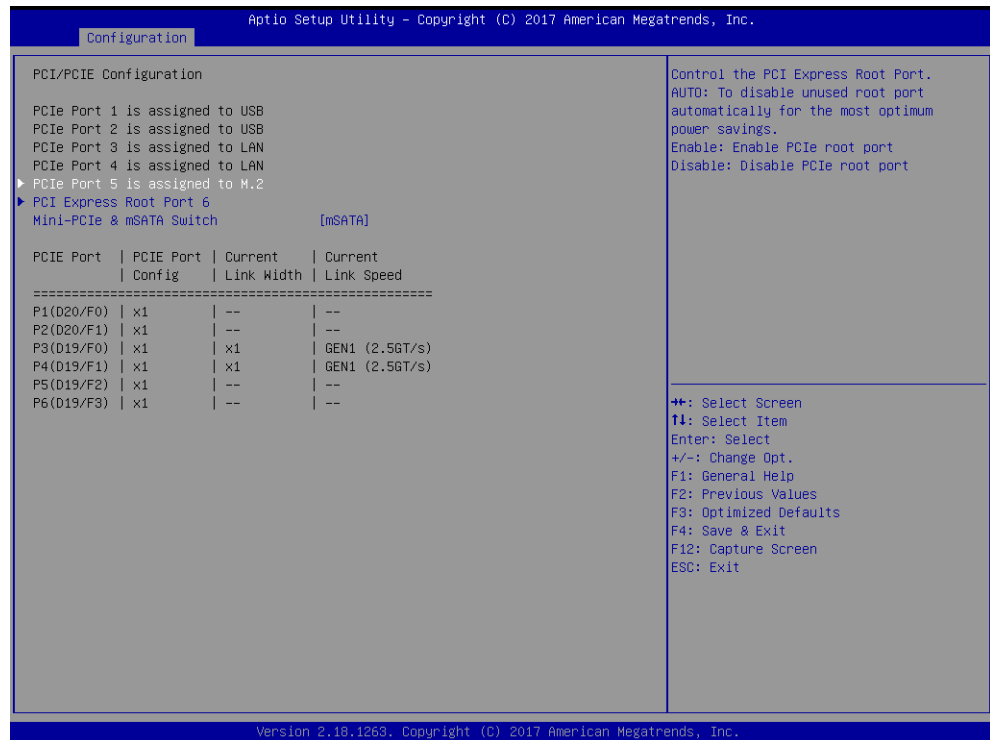 Aptio Setup Utility – Copyright (C) 2017 American Megatrends, Inc.
Configuration
PCI/PCIE Configuration
PCIe Port 1 is assigned to USB
PCIe Port 2 is assigned to USB
PCIe Port 3 is assigned to LAN
PCIe Port 4 is assigned to LAN
▶ PCIe Port 5 is assigned to M.2
▶ PCI Express Root Port 6
Mini-PCIe & mSATA Switch [mSATA]
PCIE Port | PCIE Port | Current | Current
| Config | Link Width | Link Speed
====================================================
P1(D20/F0) | x1 | -- | --
P2(D20/F1) | x1 | -- | --
P3(D19/F0) | x1 | x1 | GEN1 (2.5GT/s)
P4(D19/F1) | x1 | x1 | GEN1 (2.5GT/s)
P5(D19/F2) | x1 | -- | --
P6(D19/F3) | x1 | -- | --
Control the PCI Express Root Port.
AUTO: To disable unused root port
automatically for the most optimum
power savings.
Enable: Enable PCIe root port
Disable: Disable PCIe root port
→←: Select Screen
↑↓: Select Item
Enter: Select
+/-: Change Opt.
F1: General Help
F2: Previous Values
F3: Optimized Defaults
F4: Save & Exit
F12: Capture Screen
ESC: Exit
Version 2.18.1263. Copyright (C) 2017 American Megatrends, Inc.